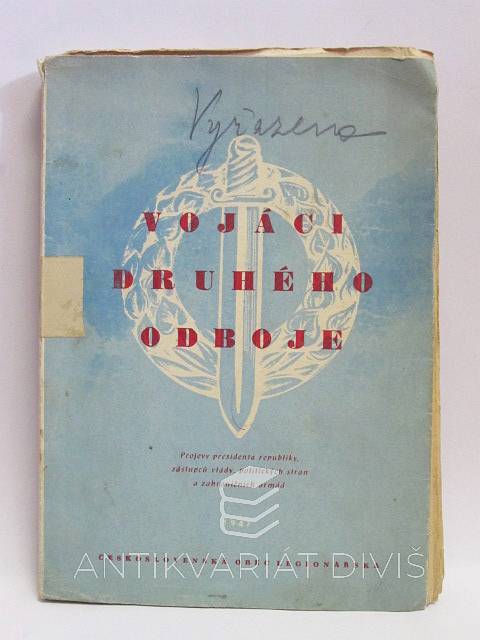 Vyřazeno
VOJÁCI
DRUHÉHO
ODBOJE
Projevy presidenta republiky,
zástupců vlády, politických stran
a zahraničních armád
1947
ČESKOSLOVENSKÁ OBEC LEGIONÁŘSKÁ
ANTIKVARIÁT DIVIŠ